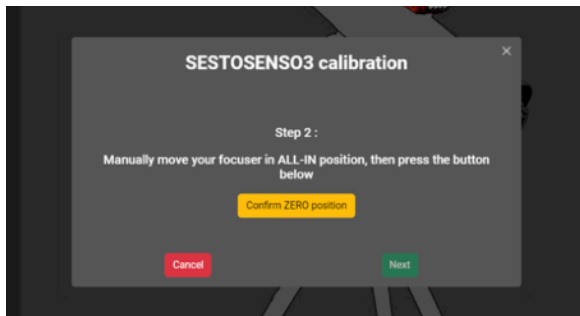 SESTOSENSO3 calibration
×
Step 2 :
Manually move your focuser in ALL-IN position, then press the button
below
Confirm ZERO position
Cancel
Next